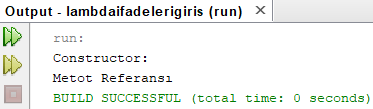 Output - lambdaifadelerigiris (run) ×
run:
Constructor:
Metot Referansı
BUILD SUCCESSFUL (total time: 0 seconds)